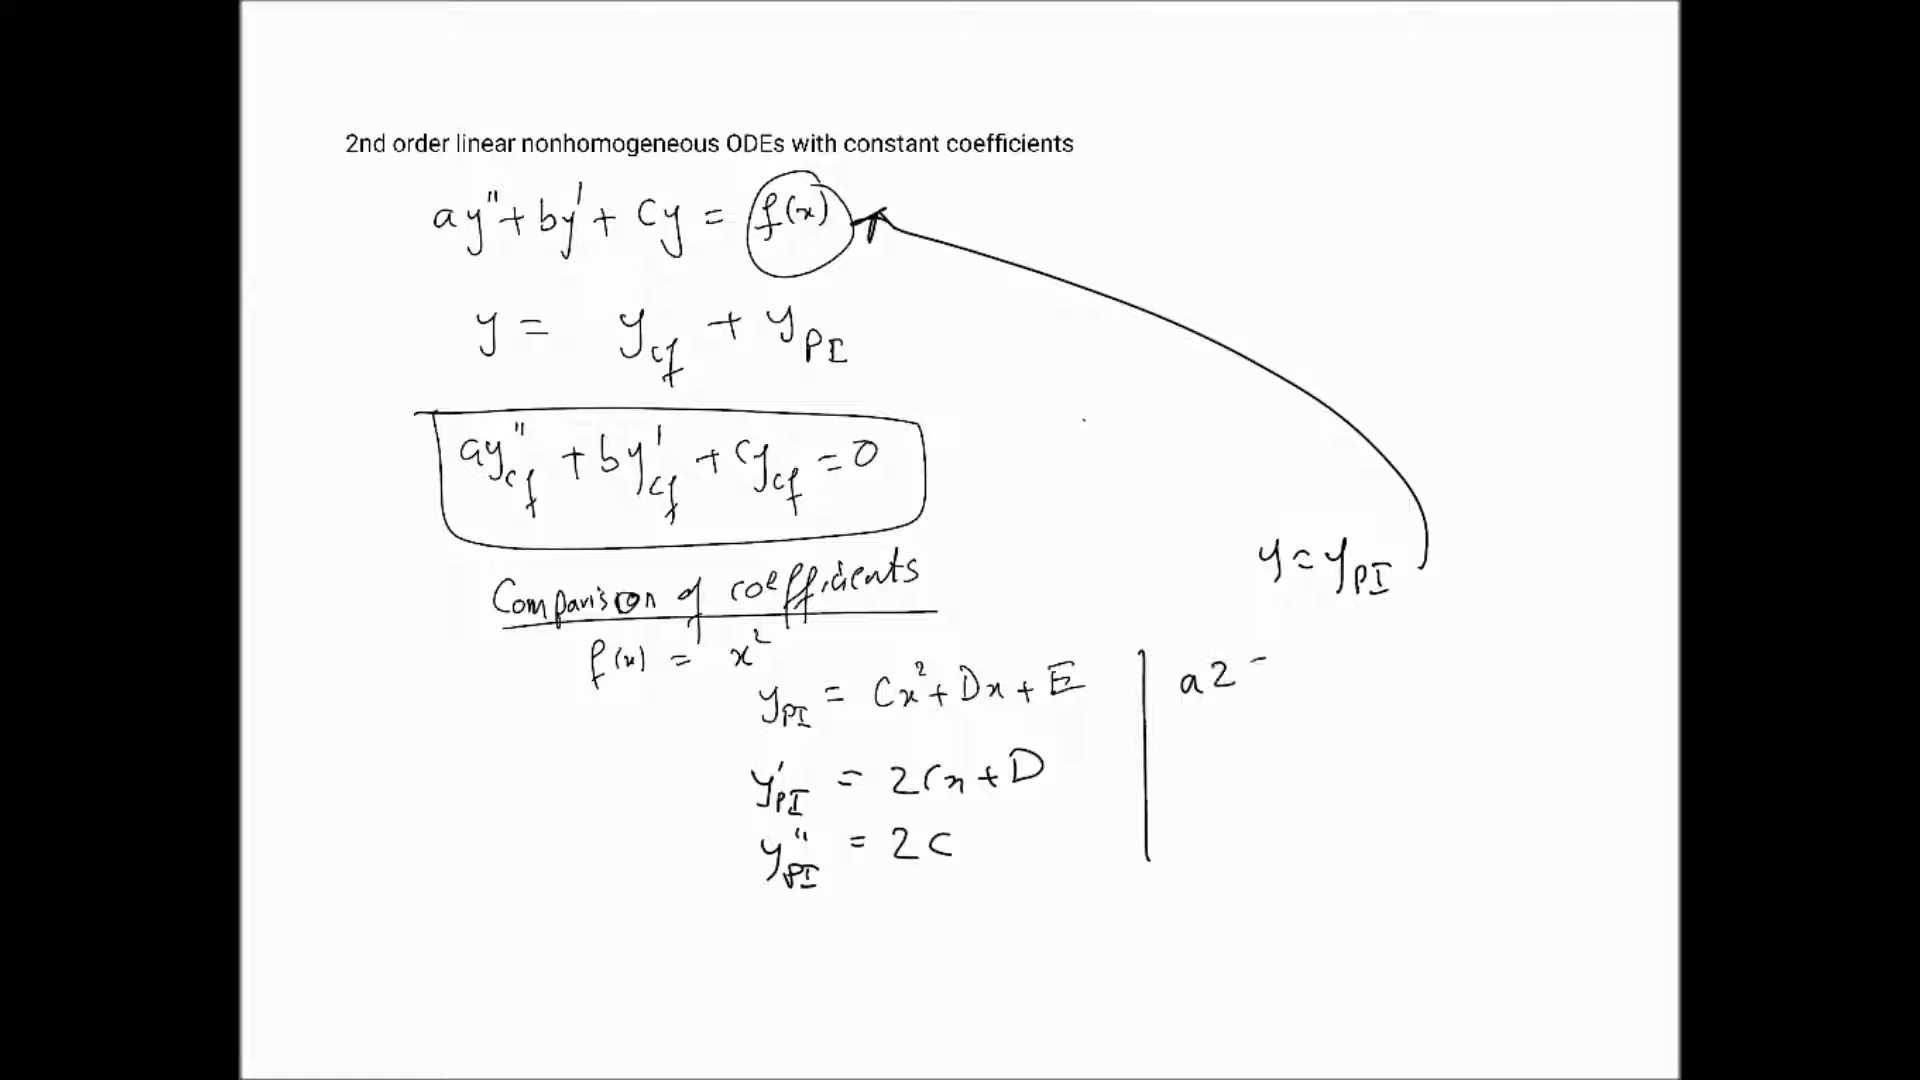 2nd order linear nonhomogeneous ODEs with constant coefficients
ay" + by' + Cy = f(x)
y = y_cf + y_PI
ay"_cf + by'_cf + cy_cf = 0
y = y_PI
Comparison of coefficients
f(x) = x²
y_PI = Cx² + Dx + E
a2
y'_PI = 2Cx + D
y"_PI = 2C